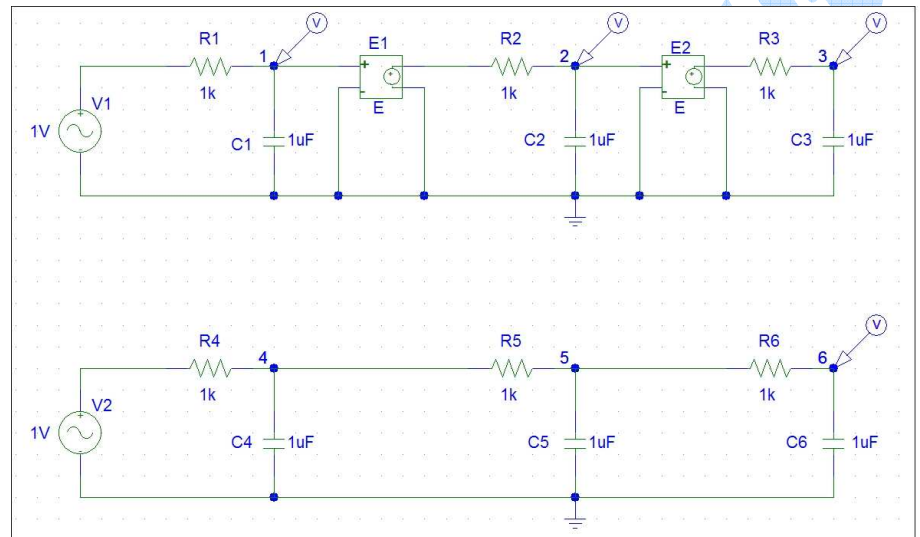 V V V
R1 E1 R2 E2 R3
1 2 3
+ +
- -
1k E 1k E 1k
V1
+
-
1V
C1 1uF C2 1uF C3 1uF
V
R4 R5 R6
4 5 6
1k 1k 1k
V2
+
-
1V
C4 1uF C5 1uF C6 1uF